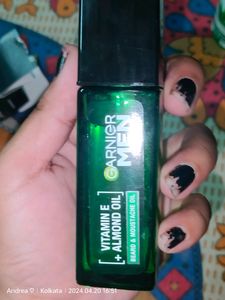 GARNIER
MEN
VITAMIN E
[+ ALMOND OIL]
BEARD & MOUSTACHE OIL
Andrea ♡ | Kolkata | 2024.04.20 16:51